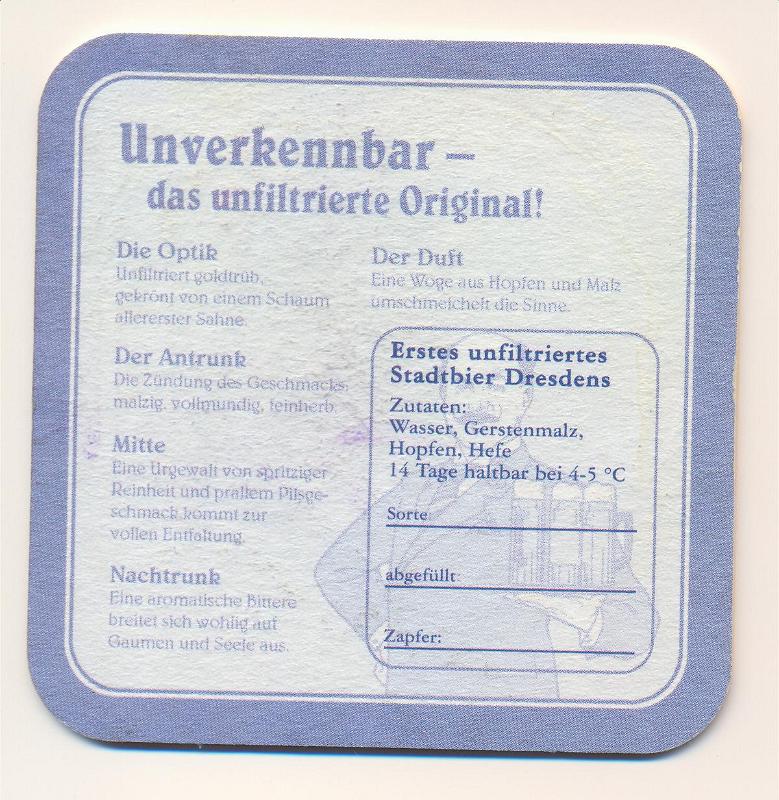 Unverkennbar –
das unfiltrierte Original!
Die Optik
Unfiltriert goldtrüb,
gekrönt von einem Schaum
allererster Sahne.
Der Antrunk
Die Zündung des Geschmacks:
malzig, vollmundig, feinherb.
Mitte
Eine Urgewalt von spritziger
Reinheit und prallem Pilsge-
schmack kommt zur
vollen Entfaltung.
Nachtrunk
Eine aromatische Bittere
breitet sich wohlig auf
Gaumen und Seele aus.
Der Duft
Eine Woge aus Hopfen und Malz
umschmeichelt die Sinne.
Erstes unfiltriertes
Stadtbier Dresdens
Zutaten:
Wasser, Gerstenmalz,
Hopfen, Hefe
14 Tage haltbar bei 4-5 °C
Sorte:
abgefüllt:
Zapfer: